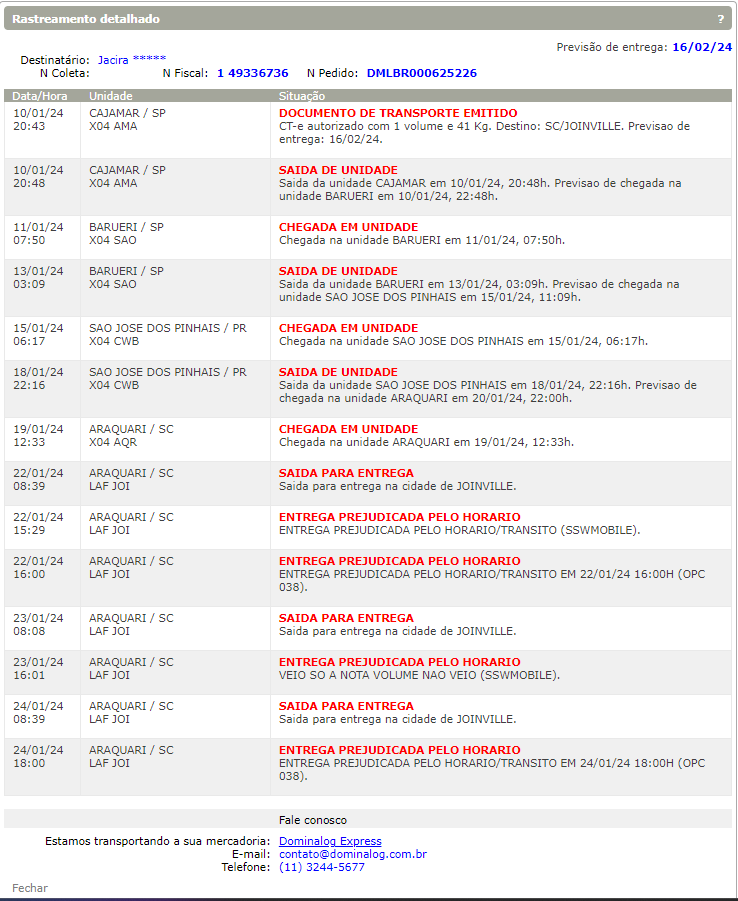 Rastreamento detalhado ?
Previsão de entrega: 16/02/24
Destinatário: Jacira *****
N Coleta: N Fiscal: 1 49336736 N Pedido: DMLBR000625226
Data/Hora Unidade Situação
10/01/24 CAJAMAR / SP DOCUMENTO DE TRANSPORTE EMITIDO
20:43 X04 AMA CT-e autorizado com 1 volume e 41 Kg. Destino: SC/JOINVILLE. Previsao de
entrega: 16/02/24.
10/01/24 CAJAMAR / SP SAIDA DE UNIDADE
20:48 X04 AMA Saida da unidade CAJAMAR em 10/01/24, 20:48h. Previsao de chegada na
unidade BARUERI em 10/01/24, 22:48h.
11/01/24 BARUERI / SP CHEGADA EM UNIDADE
07:50 X04 SAO Chegada na unidade BARUERI em 11/01/24, 07:50h.
13/01/24 BARUERI / SP SAIDA DE UNIDADE
03:09 X04 SAO Saida da unidade BARUERI em 13/01/24, 03:09h. Previsao de chegada na
unidade SAO JOSE DOS PINHAIS em 15/01/24, 11:09h.
15/01/24 SAO JOSE DOS PINHAIS / PR CHEGADA EM UNIDADE
06:17 X04 CWB Chegada na unidade SAO JOSE DOS PINHAIS em 15/01/24, 06:17h.
18/01/24 SAO JOSE DOS PINHAIS / PR SAIDA DE UNIDADE
22:16 X04 CWB Saida da unidade SAO JOSE DOS PINHAIS em 18/01/24, 22:16h. Previsao de
chegada na unidade ARAQUARI em 20/01/24, 22:00h.
19/01/24 ARAQUARI / SC CHEGADA EM UNIDADE
12:33 X04 AQR Chegada na unidade ARAQUARI em 19/01/24, 12:33h.
22/01/24 ARAQUARI / SC SAIDA PARA ENTREGA
08:39 LAF JOI Saida para entrega na cidade de JOINVILLE.
22/01/24 ARAQUARI / SC ENTREGA PREJUDICADA PELO HORARIO
15:29 LAF JOI ENTREGA PREJUDICADA PELO HORARIO/TRANSITO (SSWMOBILE).
22/01/24 ARAQUARI / SC ENTREGA PREJUDICADA PELO HORARIO
16:00 LAF JOI ENTREGA PREJUDICADA PELO HORARIO/TRANSITO EM 22/01/24 16:00H (OPC
038).
23/01/24 ARAQUARI / SC SAIDA PARA ENTREGA
08:08 LAF JOI Saida para entrega na cidade de JOINVILLE.
23/01/24 ARAQUARI / SC ENTREGA PREJUDICADA PELO HORARIO
16:01 LAF JOI VEIO SO A NOTA VOLUME NAO VEIO (SSWMOBILE).
24/01/24 ARAQUARI / SC SAIDA PARA ENTREGA
08:39 LAF JOI Saida para entrega na cidade de JOINVILLE.
24/01/24 ARAQUARI / SC ENTREGA PREJUDICADA PELO HORARIO
18:00 LAF JOI ENTREGA PREJUDICADA PELO HORARIO/TRANSITO EM 24/01/24 18:00H (OPC
038).
Fale conosco
Estamos transportando a sua mercadoria: Dominalog Express
E-mail: contato@dominalog.com.br
Telefone: (11) 3244-5677
Fechar